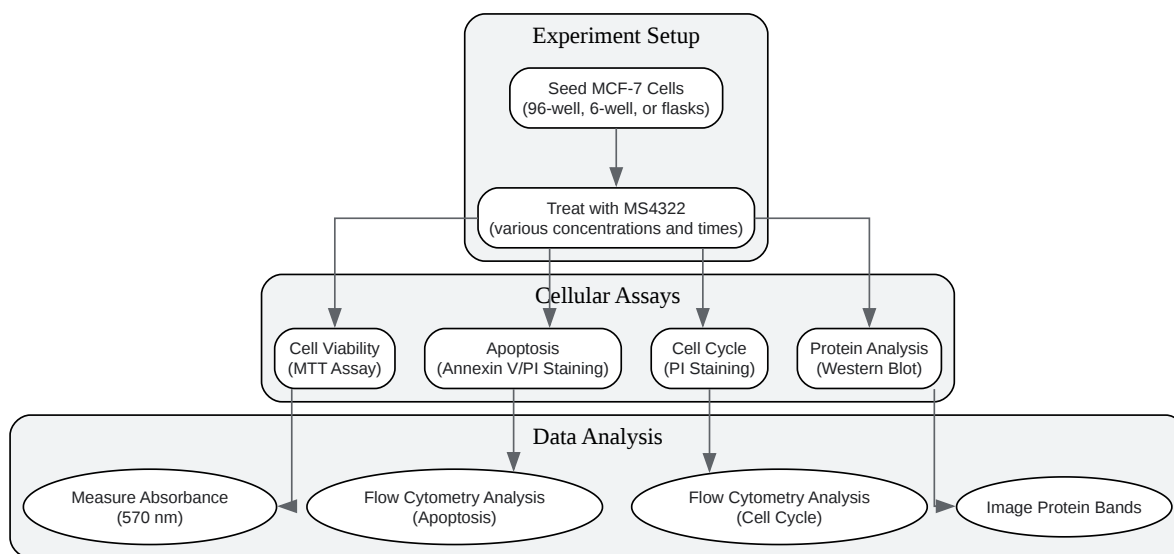 Experiment Setup
Seed MCF-7 Cells
(96-well, 6-well, or flasks)
Treat with MS4322
(various concentrations and times)
Cellular Assays
Cell Viability
(MTT Assay)
Apoptosis
(Annexin V/PI Staining)
Cell Cycle
(PI Staining)
Protein Analysis
(Western Blot)
Data Analysis
Measure Absorbance
(570 nm)
Flow Cytometry Analysis
(Apoptosis)
Flow Cytometry Analysis
(Cell Cycle)
Image Protein Bands